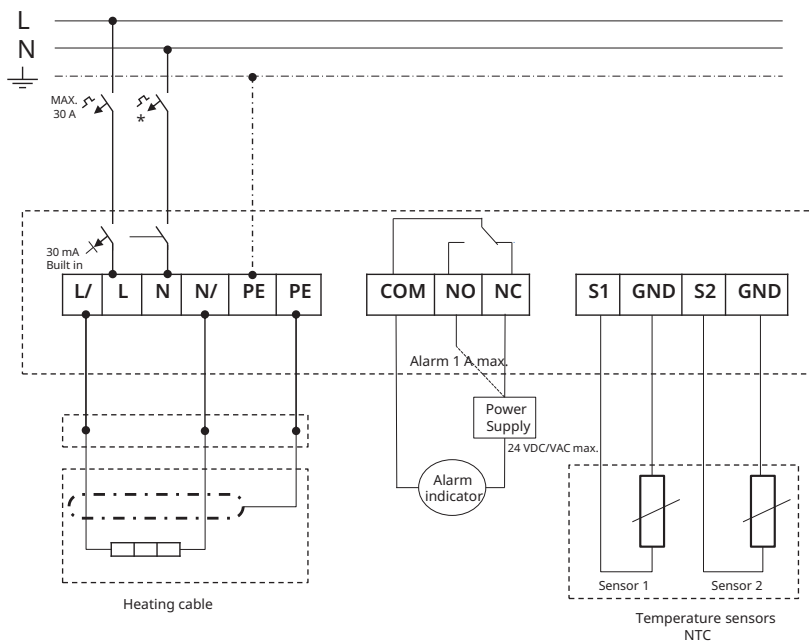 L
N
MAX.
30 A
*
30 mA
Built in
L/ L N N/ PE PE
COM NO NC
S1 GND S2 GND
Alarm 1 A max.
Power
Supply
24 VDC/VAC max.
Alarm
indicator
Sensor 1 Sensor 2
Heating cable
Temperature sensors
NTC